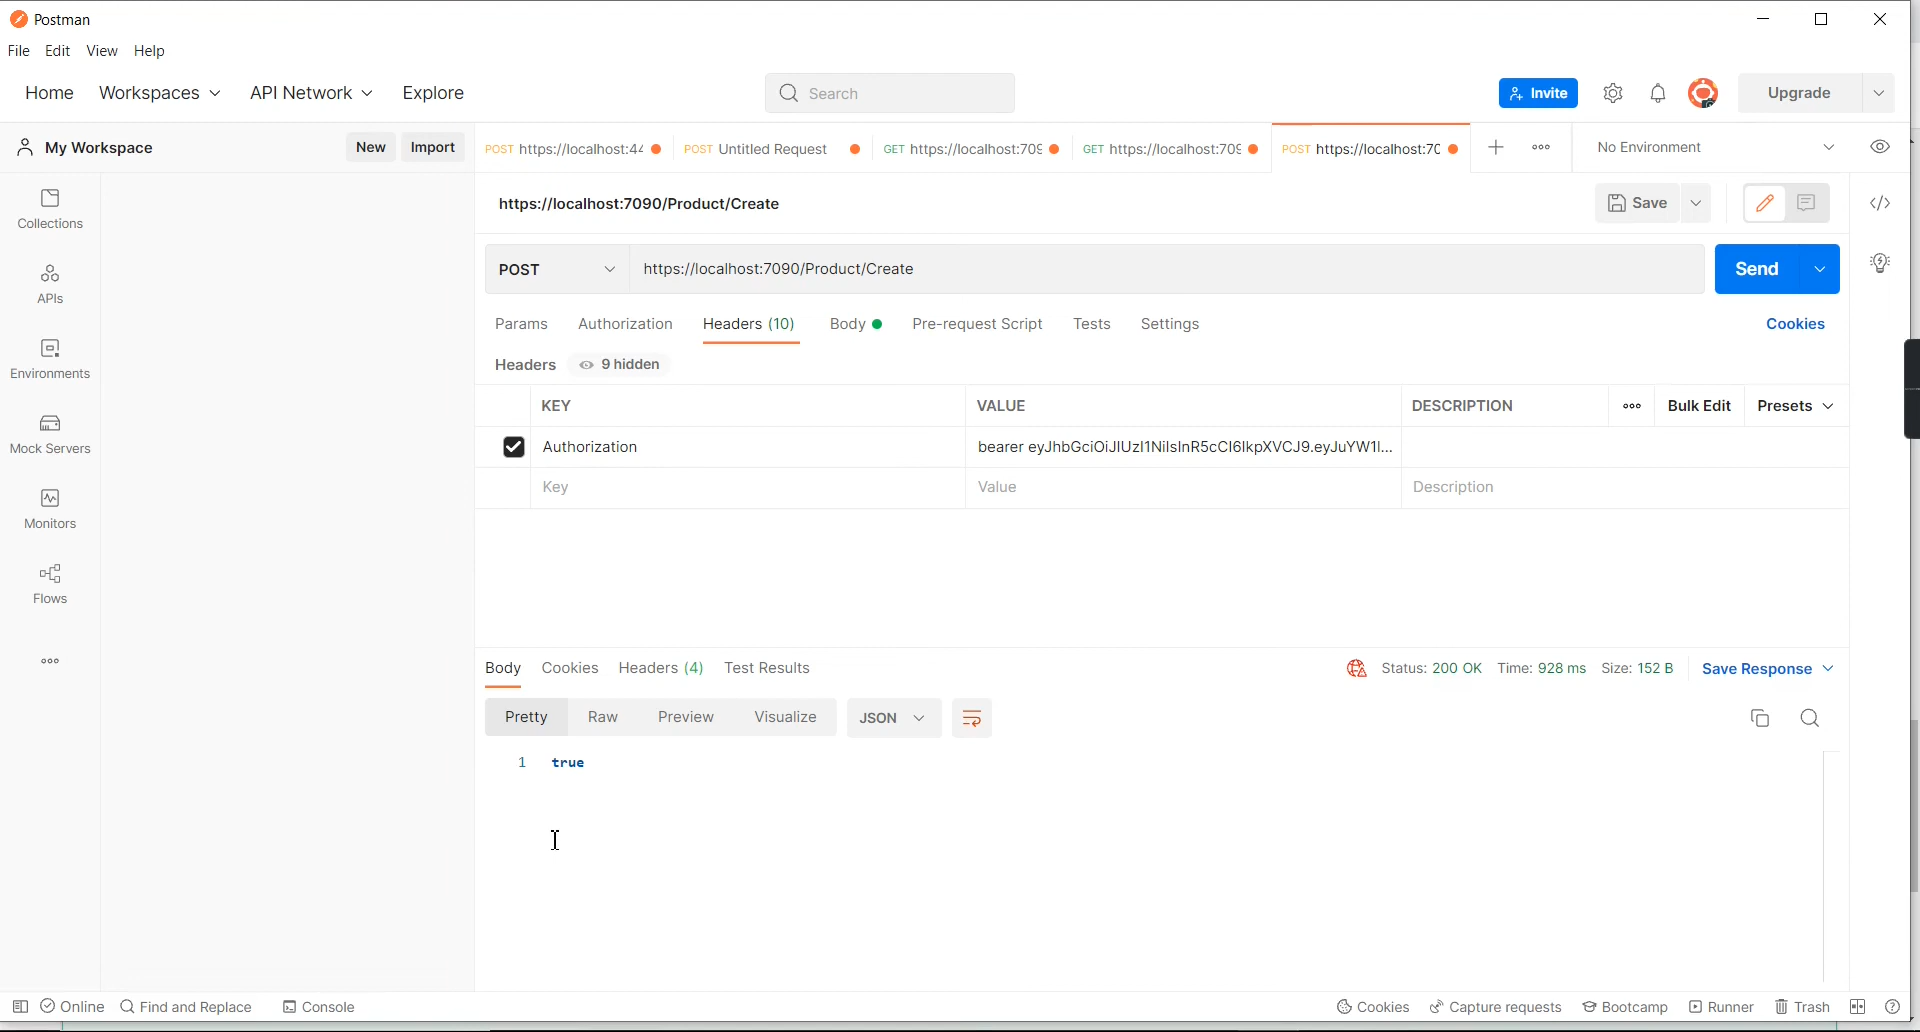 Postman
File Edit View Help
Home Workspaces API Network Explore Search Invite Upgrade
My Workspace New Import POST https://localhost:44 POST Untitled Request GET https://localhost:709 GET https://localhost:709 POST https://localhost:70 No Environment
Collections
APIs
Environments
Mock Servers
Monitors
Flows
https://localhost:7090/Product/Create Save
POST https://localhost:7090/Product/Create Send
Params Authorization Headers (10) Body Pre-request Script Tests Settings Cookies
Headers 9 hidden
KEY VALUE DESCRIPTION Bulk Edit Presets
Authorization bearer eyJhbGciOiJIUzI1NiIsInR5cCI6IkpXVCJ9.eyJuYW1l...
Key Value Description
Body Cookies Headers (4) Test Results Status: 200 OK Time: 928 ms Size: 152 B Save Response
Pretty Raw Preview Visualize JSON
1 true
Online Find and Replace Console Cookies Capture requests Bootcamp Runner Trash